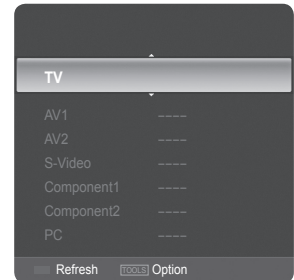 TV
AV1 ----
AV2 ----
S-Video ----
Component1 ----
Component2 ----
PC ----
Refresh TOOLS Option